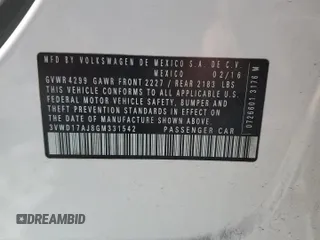 MFD BY VOLKSWAGEN DE MEXICO S.A. DE C.V.
MEXICO 02/16
GVWR 4299 GAWR FRONT 2227 / REAR 2183 LBS
THIS VEHICLE CONFORMS TO ALL APPLICABLE
FEDERAL MOTOR VEHICLE SAFETY, BUMPER AND
THEFT PREVENTION STANDARDS IN EFFECT ON
THE DATE OF MANUFACTURE SHOWN ABOVE
3VWD17AJ8GM331542 PASSENGER CAR
0726601 3176 M
DREAMBID